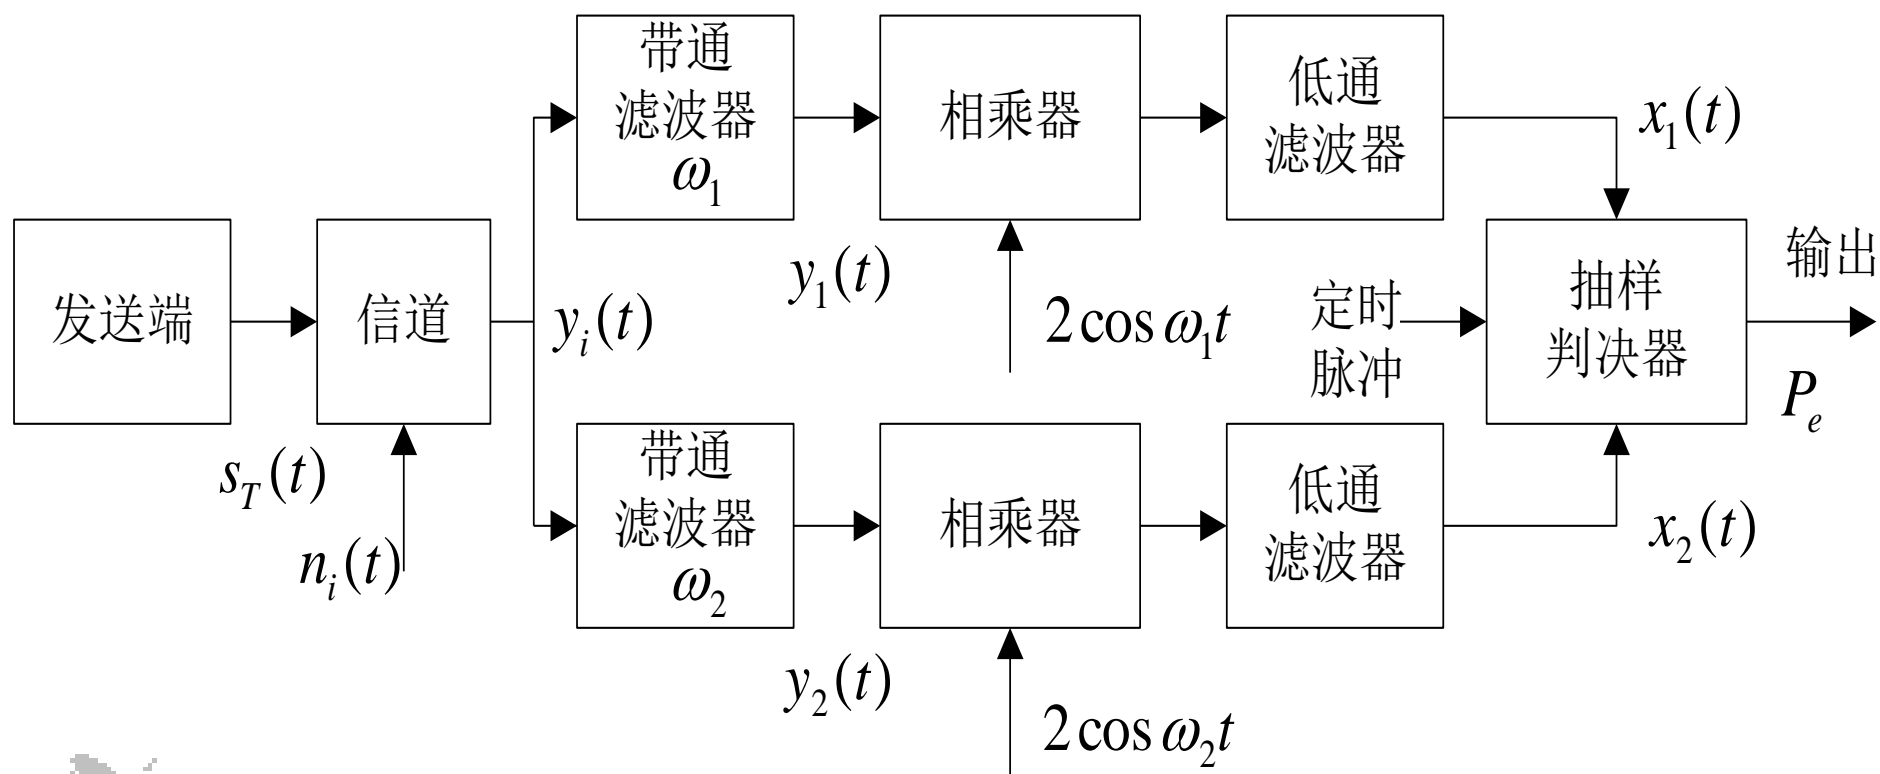 带通
滤波器
ω₁
相乘器
低通
滤波器
x₁(t)
发送端
信道
y₁(t)
输出
yᵢ(t)
2cosω₁t
定时
脉冲
抽样
判决器
Pₑ
s_T(t)
nᵢ(t)
带通
滤波器
ω₂
相乘器
低通
滤波器
x₂(t)
y₂(t)
2cosω₂t